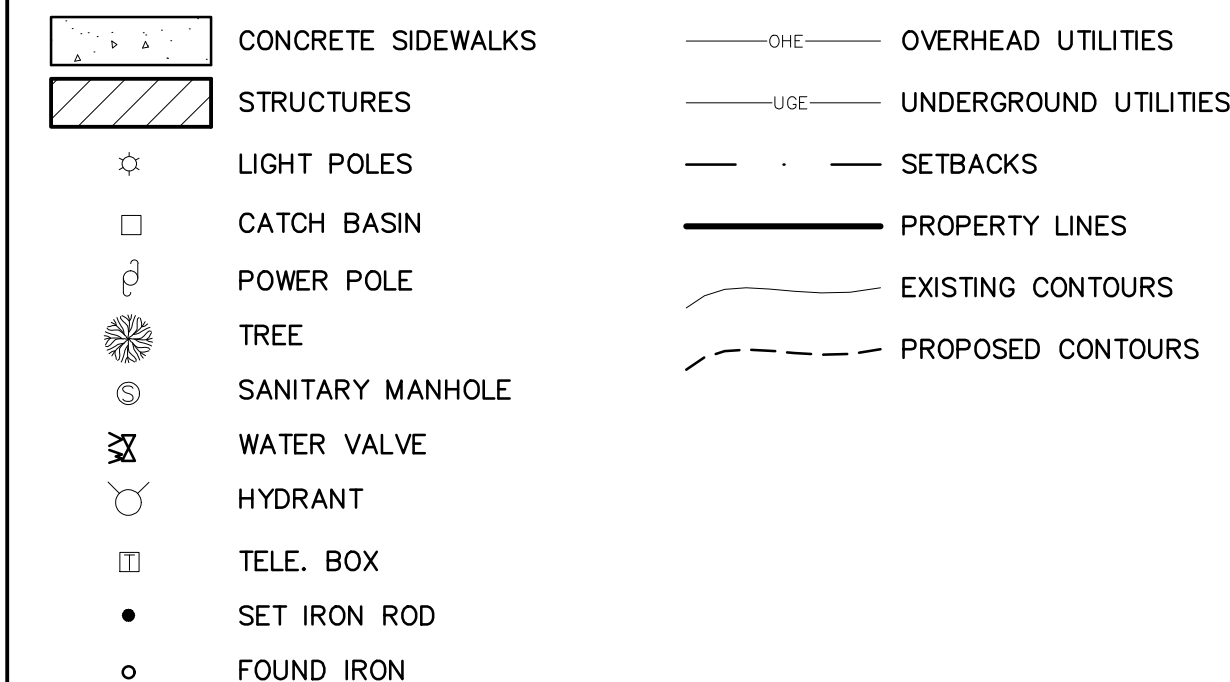 CONCRETE SIDEWALKS
STRUCTURES
LIGHT POLES
CATCH BASIN
POWER POLE
TREE
S SANITARY MANHOLE
WATER VALVE
HYDRANT
T TELE. BOX
SET IRON ROD
FOUND IRON
OHE OVERHEAD UTILITIES
UGE UNDERGROUND UTILITIES
SETBACKS
PROPERTY LINES
EXISTING CONTOURS
PROPOSED CONTOURS